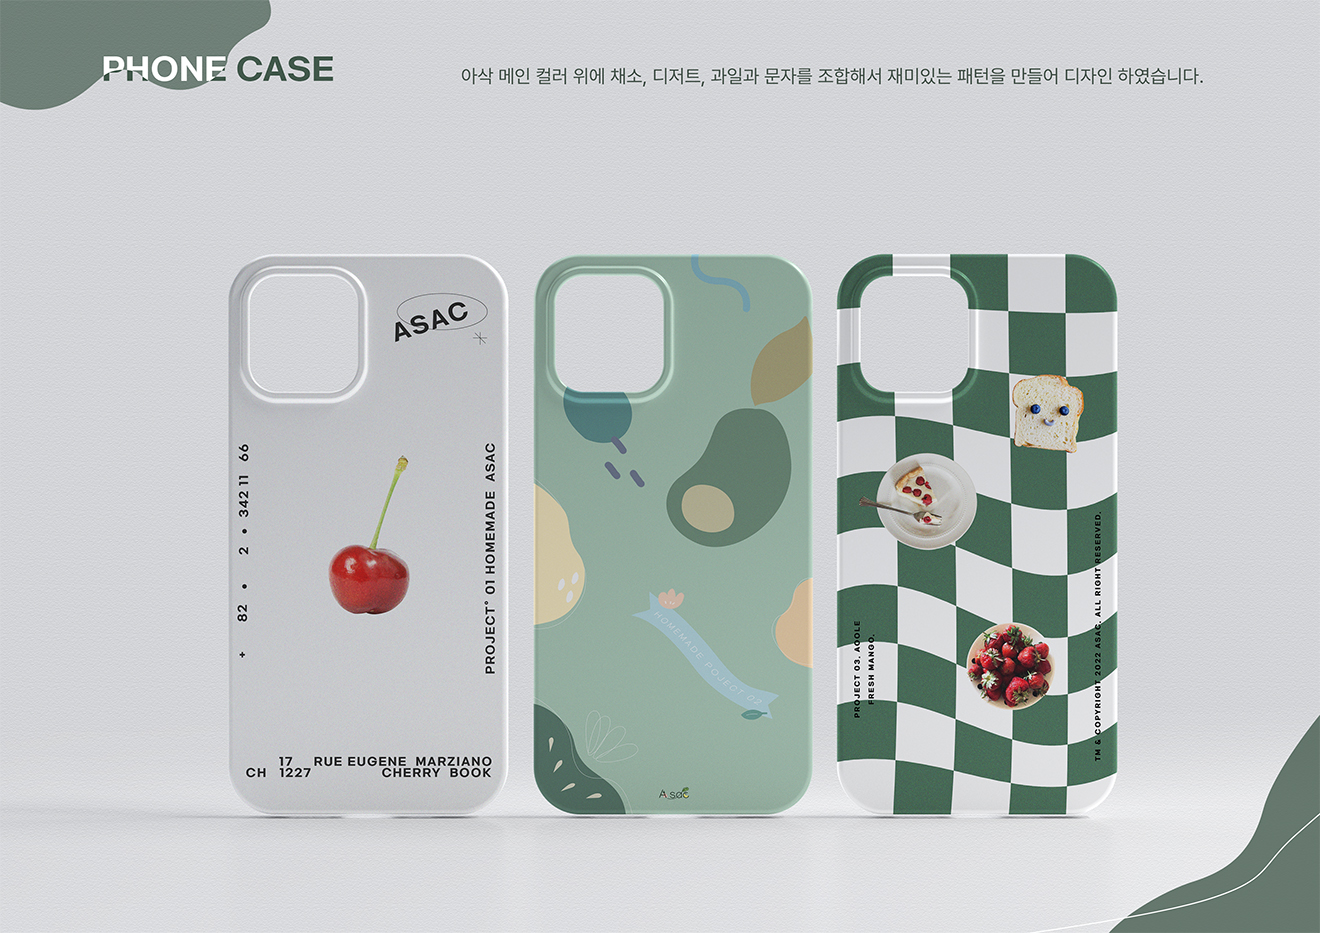 PHONE CASE
아삭 메인 컬러 위에 채소, 디저트, 과일과 문자를 조합해서 재미있는 패턴을 만들어 디자인 하였습니다.
ASAC
+ 82 • 2 • 342 11 66
PROJECT° 01 HOMEMADE ASAC
17 RUE EUGENE MARZIANO
CH 1227 CHERRY BOOK
HOMEMADE POJECT 02
Asac
PROJECT 03. AOOLE
FRESH MANGO.
TM & COPYRIGHT 2022 ASAC. ALL RIGHT RESERVED.